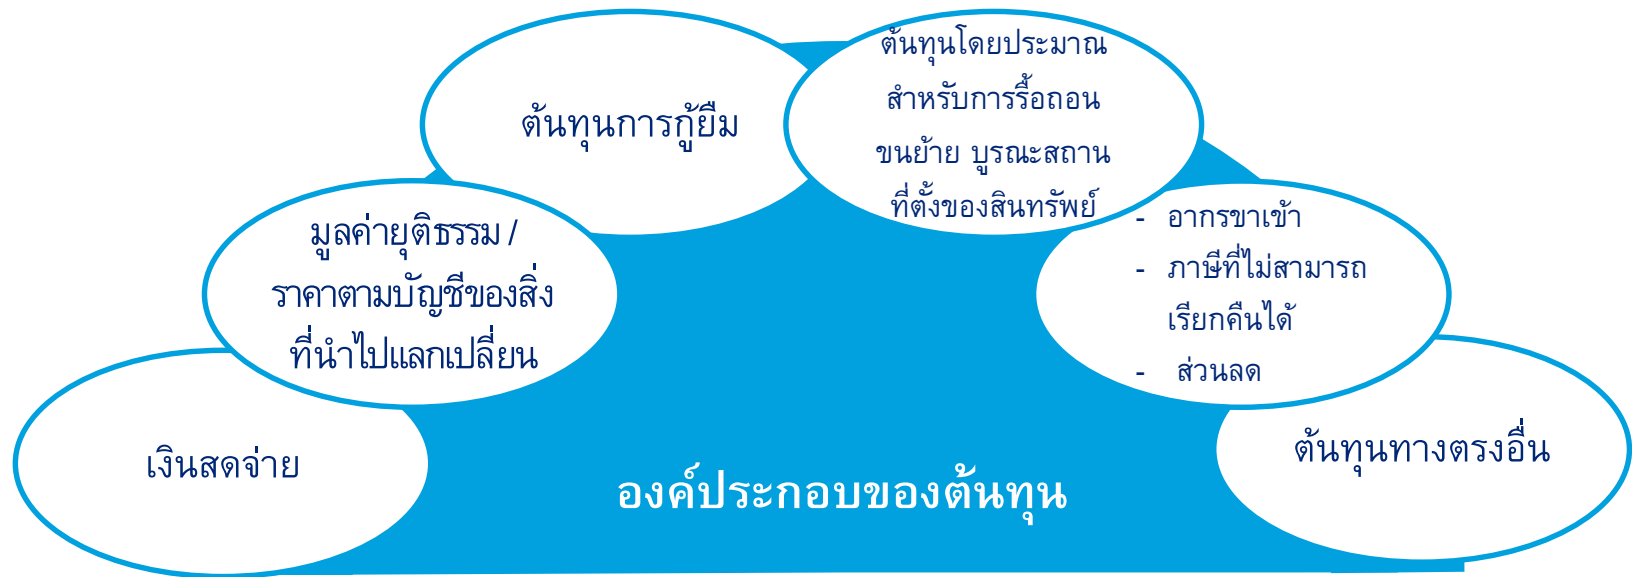 ต้นทุนการกู้ยืม
ต้นทุนโดยประมาณ
สำหรับการรื้อถอน
ขนย้าย บูรณะสถาน
ที่ตั้งของสินทรัพย์
มูลค่ายุติธรรม /
ราคาตามบัญชีของสิ่ง
ที่นำไปแลกเปลี่ยน
- อากรขาเข้า
- ภาษีที่ไม่สามารถ
เรียกคืนได้
- ส่วนลด
เงินสดจ่าย
ต้นทุนทางตรงอื่น
องค์ประกอบของต้นทุน